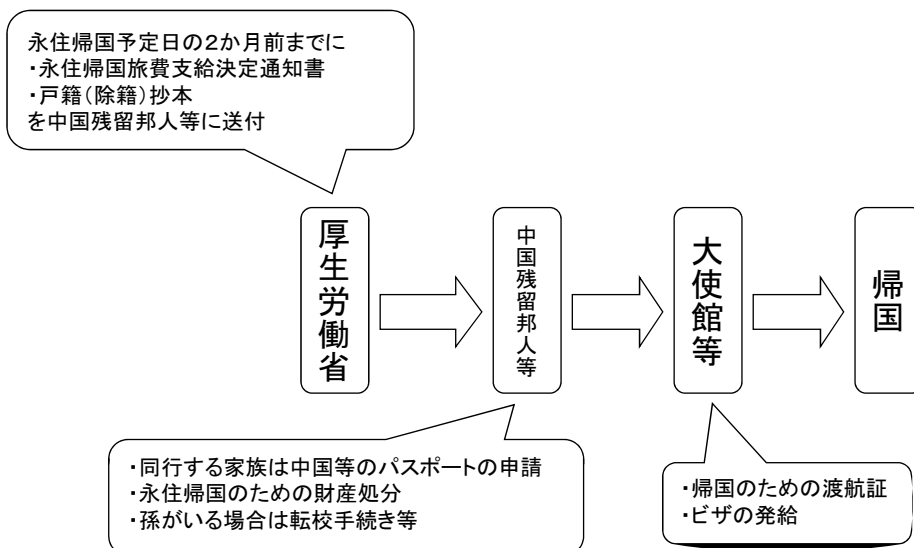 永住帰国予定日の2か月前までに
・永住帰国旅費支給決定通知書
・戸籍(除籍)抄本
を中国残留邦人等に送付
厚生労働省
中国残留邦人等
大使館等
帰国
・同行する家族は中国等のパスポートの申請
・永住帰国のための財産処分
・孫がいる場合は転校手続き等
・帰国のための渡航証
・ビザの発給